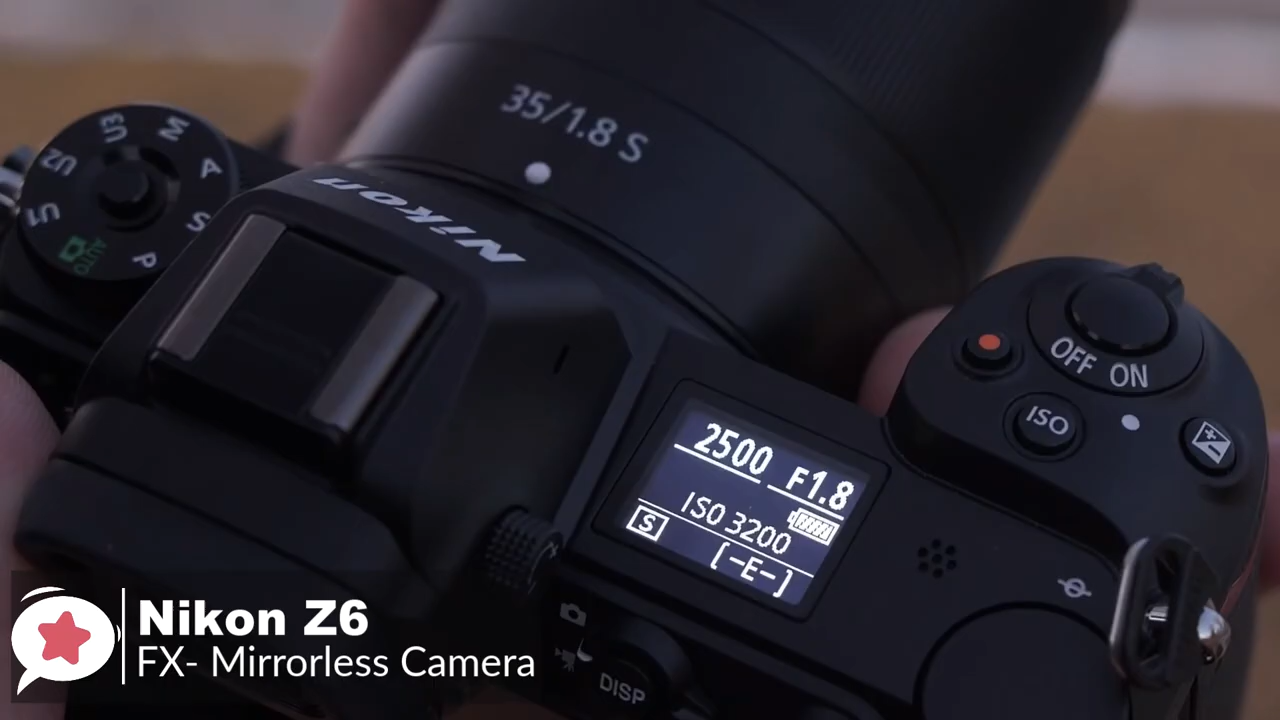 35/1.8 S
Nikon
U3
M
U2
A
U1
S
AUTO
P
OFF ON
ISO
2500 F1.8
ISO 3200
S
[-E-]
DISP
Nikon Z6
FX- Mirrorless Camera